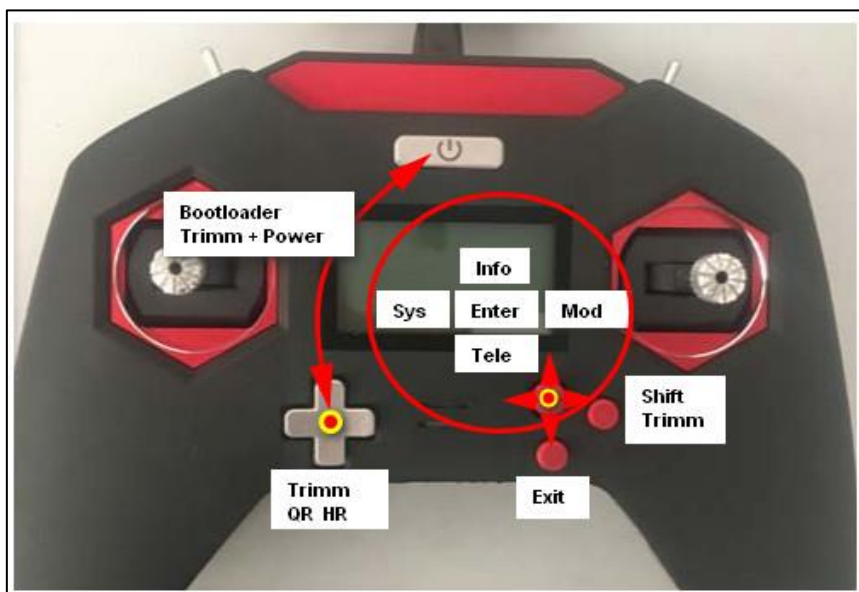 Bootloader
Trimm + Power
Info
Sys Enter Mod
Tele
Shift
Trimm
Trimm
QR HR
Exit